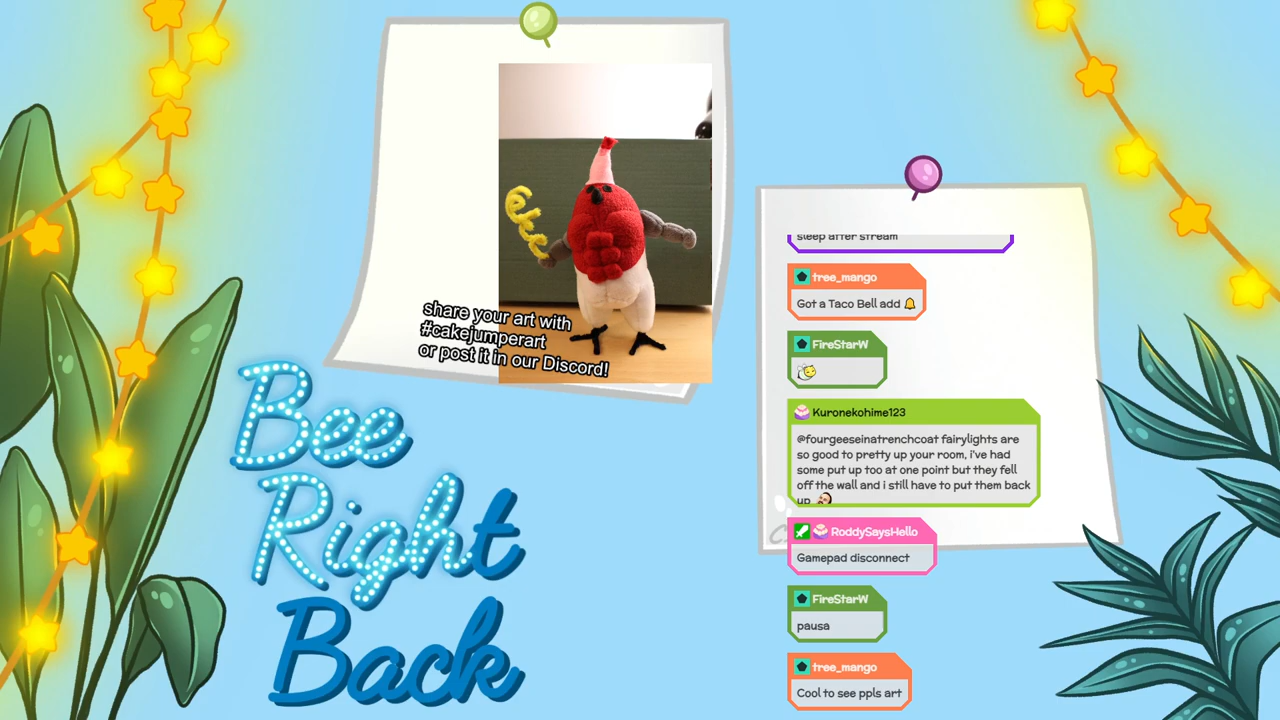 share your art with
#cakejumperart
or post it in our Discord!
Bee
Right
Back
sleep after stream
tree_mango
Got a Taco Bell add
FireStarW
Kuronekohime123
@fourgeeseinatrenchcoat fairylights are
so good to pretty up your room, i've had
some put up too at one point but they fell
off the wall and i still have to put them back
up
RoddySaysHello
Gamepad disconnect
FireStarW
pausa
tree_mango
Cool to see ppls art